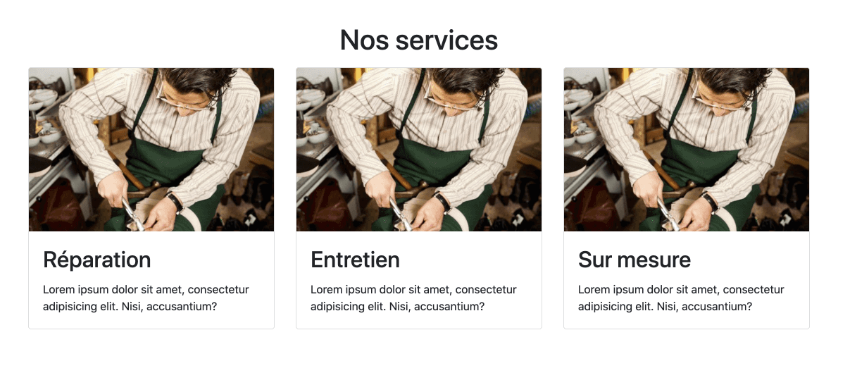 Nos services
Réparation
Lorem ipsum dolor sit amet, consectetur
adipisicing elit. Nisi, accusantium?
Entretien
Lorem ipsum dolor sit amet, consectetur
adipisicing elit. Nisi, accusantium?
Sur mesure
Lorem ipsum dolor sit amet, consectetur
adipisicing elit. Nisi, accusantium?